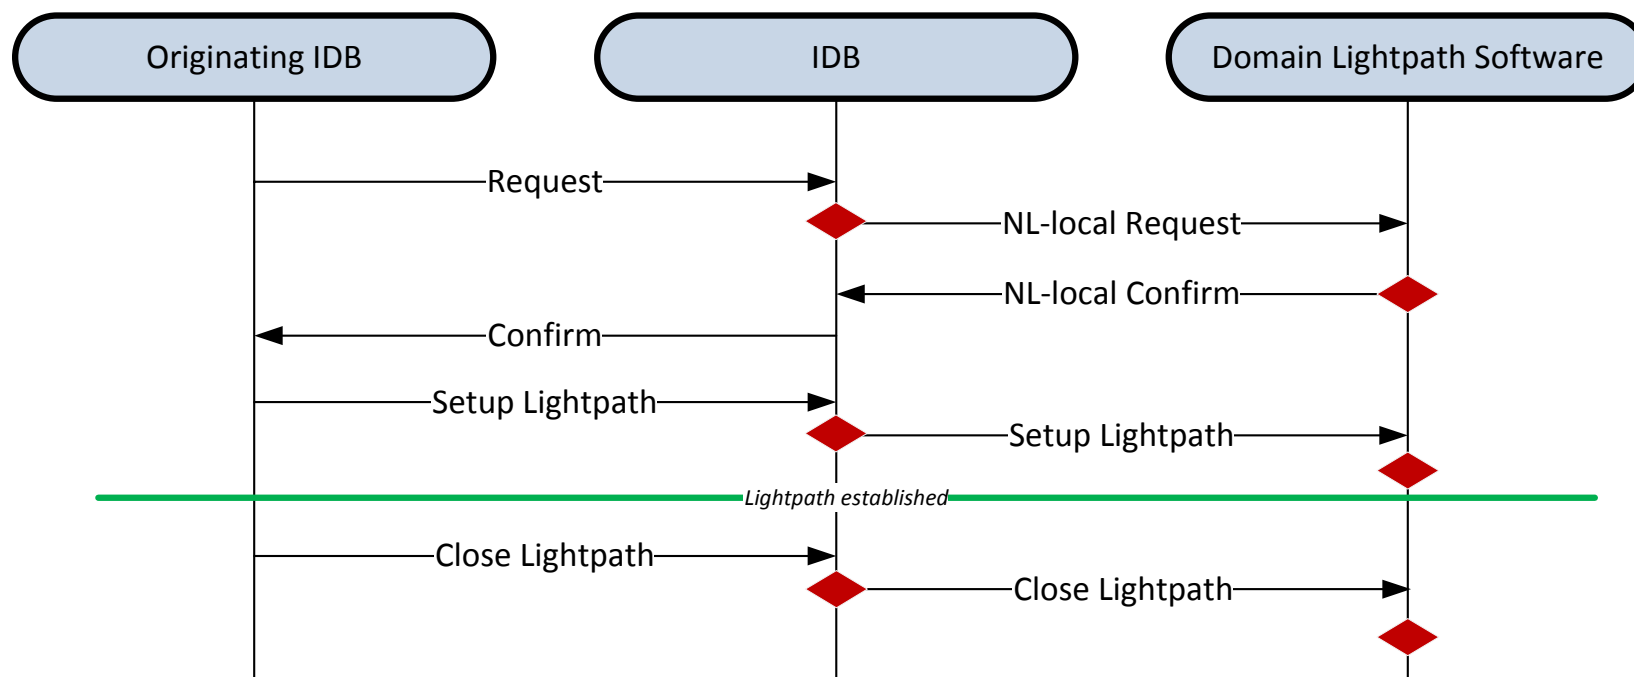 Originating IDB
IDB
Domain Lightpath Software
Request
NL-local Request
NL-local Confirm
Confirm
Setup Lightpath
Setup Lightpath
Lightpath established
Close Lightpath
Close Lightpath